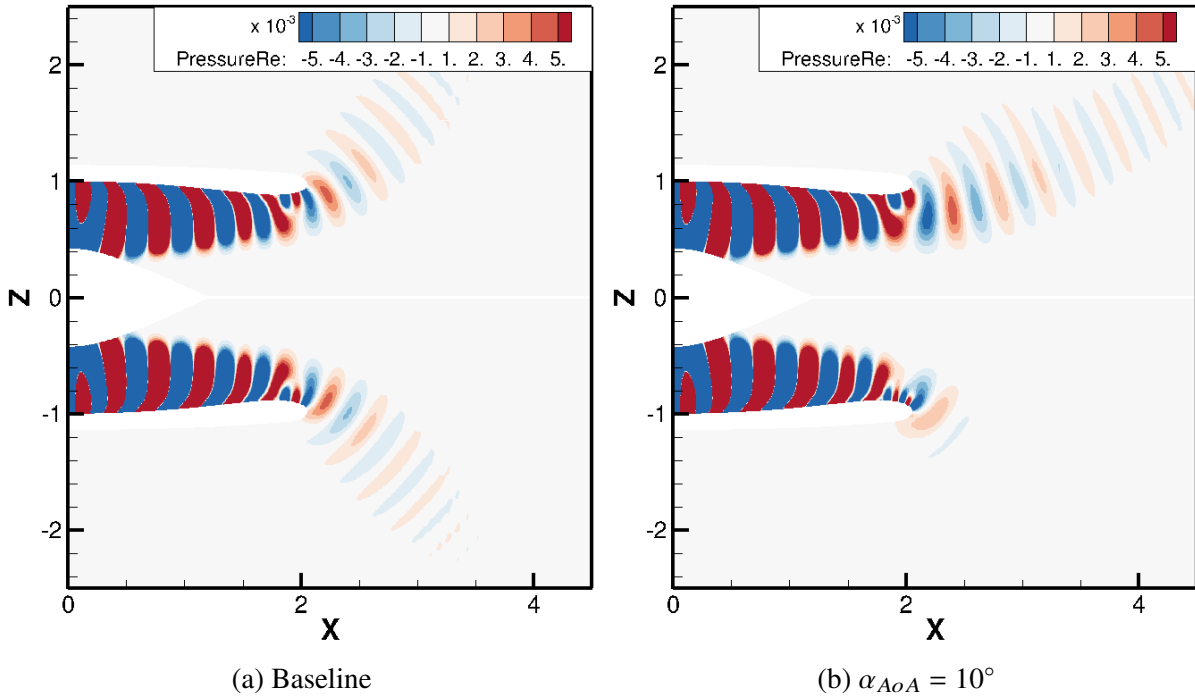 x 10⁻³
PressureRe: -5. -4. -3. -2. -1. 1. 2. 3. 4. 5.
2
1
0
-1
-2
Z
0 2 4
X
(a) Baseline
x 10⁻³
PressureRe: -5. -4. -3. -2. -1. 1. 2. 3. 4. 5.
2
1
0
-1
-2
Z
0 2 4
X
(b) α_AoA = 10°